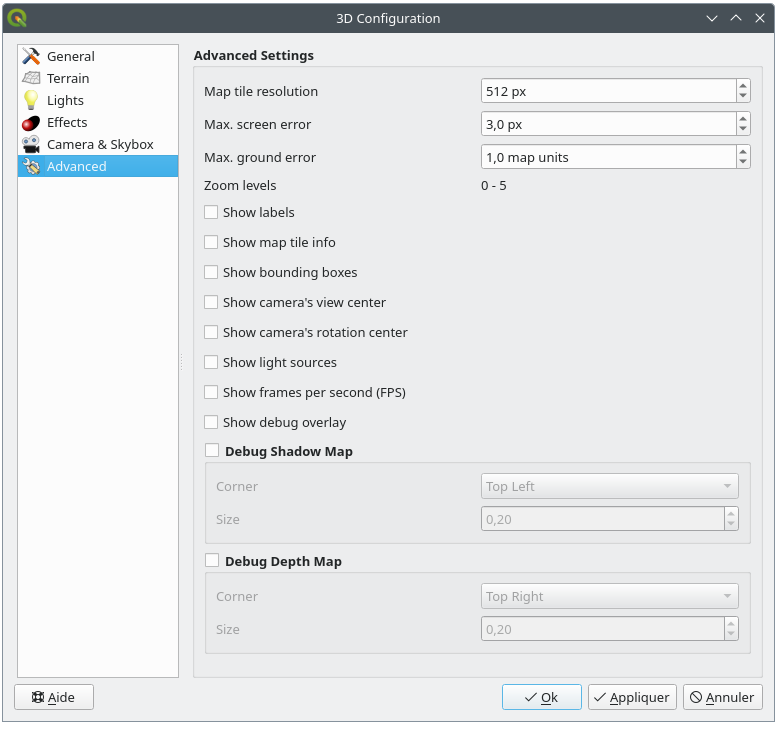 3D Configuration
General
Terrain
Lights
Effects
Camera & Skybox
Advanced
Advanced Settings
Map tile resolution 512 px
Max. screen error 3,0 px
Max. ground error 1,0 map units
Zoom levels 0 - 5
Show labels
Show map tile info
Show bounding boxes
Show camera's view center
Show camera's rotation center
Show light sources
Show frames per second (FPS)
Show debug overlay
Debug Shadow Map
Corner Top Left
Size 0,20
Debug Depth Map
Corner Top Right
Size 0,20
Aide Ok Appliquer Annuler